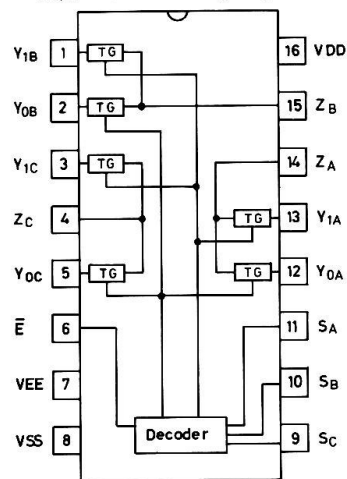 Y1B 1 TG 16 VDD
Y0B 2 TG 15 ZB
Y1C 3 TG 14 ZA
ZC 4 TG 13 Y1A
Y0C 5 TG TG 12 Y0A
E̅ 6 11 SA
VEE 7 10 SB
VSS 8 Decoder 9 SC